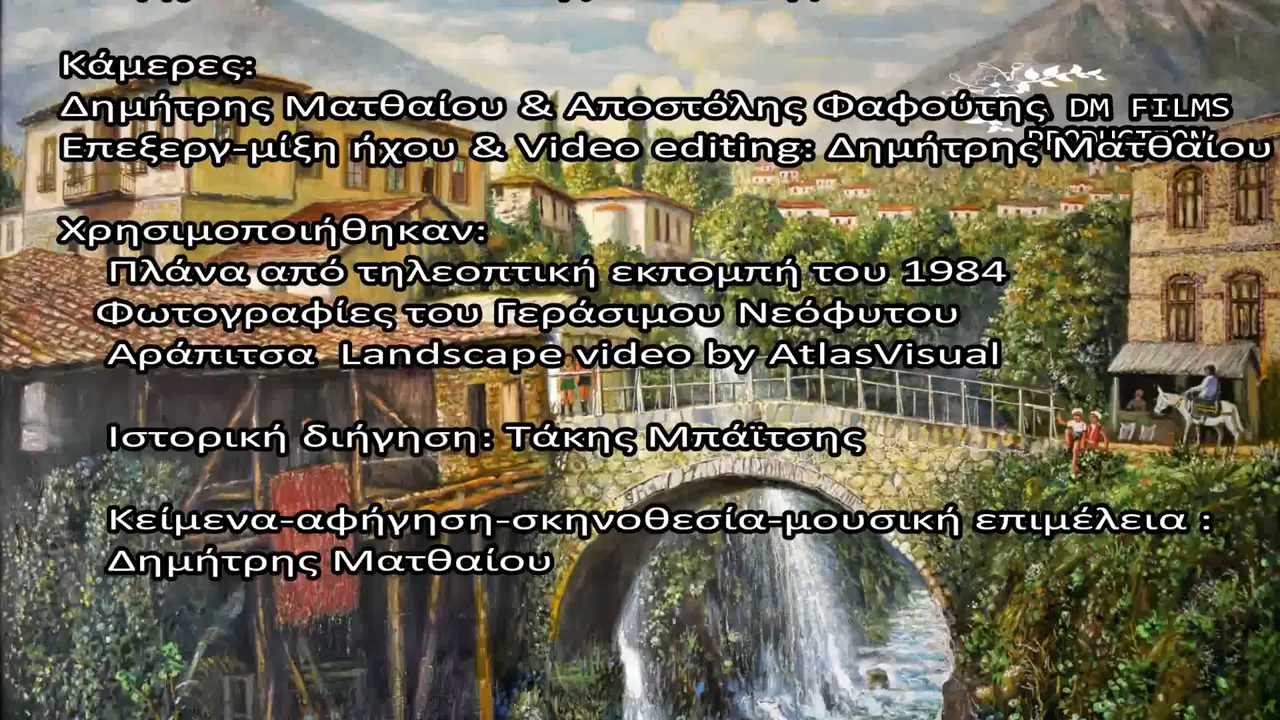 Κάμερες:
Δημήτρης Ματθαίου & Αποστόλης Φαφούτης
DM FILMS
PRODUCTION
Επεξεργ-μίξη ήχου & Video editing: Δημήτρης Ματθαίου
Χρησιμοποιήθηκαν:
Πλάνα από τηλεοπτική εκπομπή του 1984
Φωτογραφίες του Γεράσιμου Νεόφυτου
Αράπιτσα Landscape video by AtlasVisual
Ιστορική διήγηση: Τάκης Μπάϊτσης
Κείμενα-αφήγηση-σκηνοθεσία-μουσική επιμέλεια :
Δημήτρης Ματθαίου